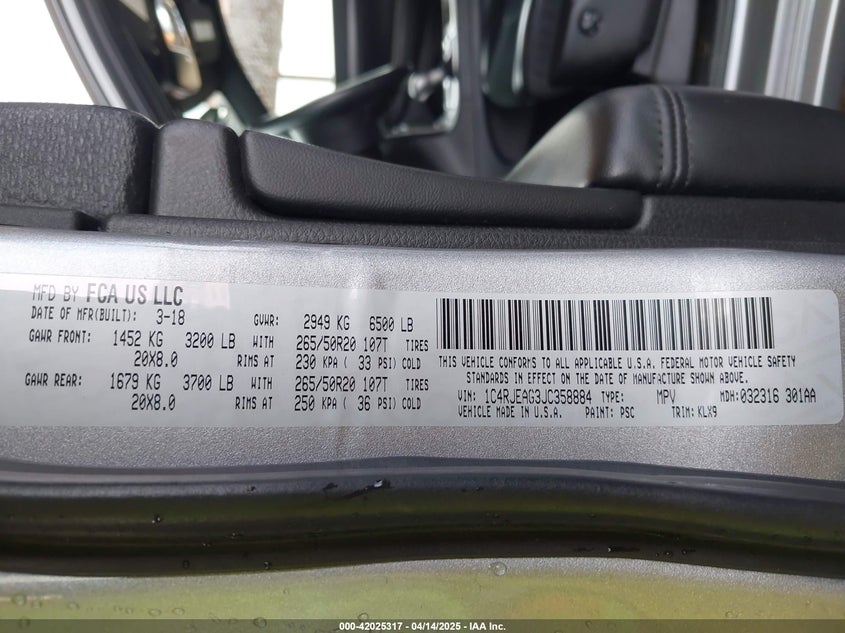 MFD BY FCA US LLC
DATE OF MFR(BUILT): 3-18 GVWR: 2949 KG 6500 LB
GAWR FRONT: 1452 KG 3200 LB WITH 265/50R20 107T TIRES
20X8.0 RIMS AT 230 KPA ( 33 PSI) COLD
GAWR REAR: 1679 KG 3700 LB WITH 265/50R20 107T TIRES
20X8.0 RIMS AT 250 KPA ( 36 PSI) COLD
THIS VEHICLE CONFORMS TO ALL APPLICABLE U.S.A. FEDERAL MOTOR VEHICLE SAFETY
STANDARDS IN EFFECT ON THE DATE OF MANUFACTURE SHOWN ABOVE.
VIN: 1C4RJEAG3JC358884 TYPE: MPV MDH:032316 301AA
VEHICLE MADE IN U.S.A. PAINT: PSC TRIM: KLX9
000-42025317 - 04/14/2025 - IAA Inc.